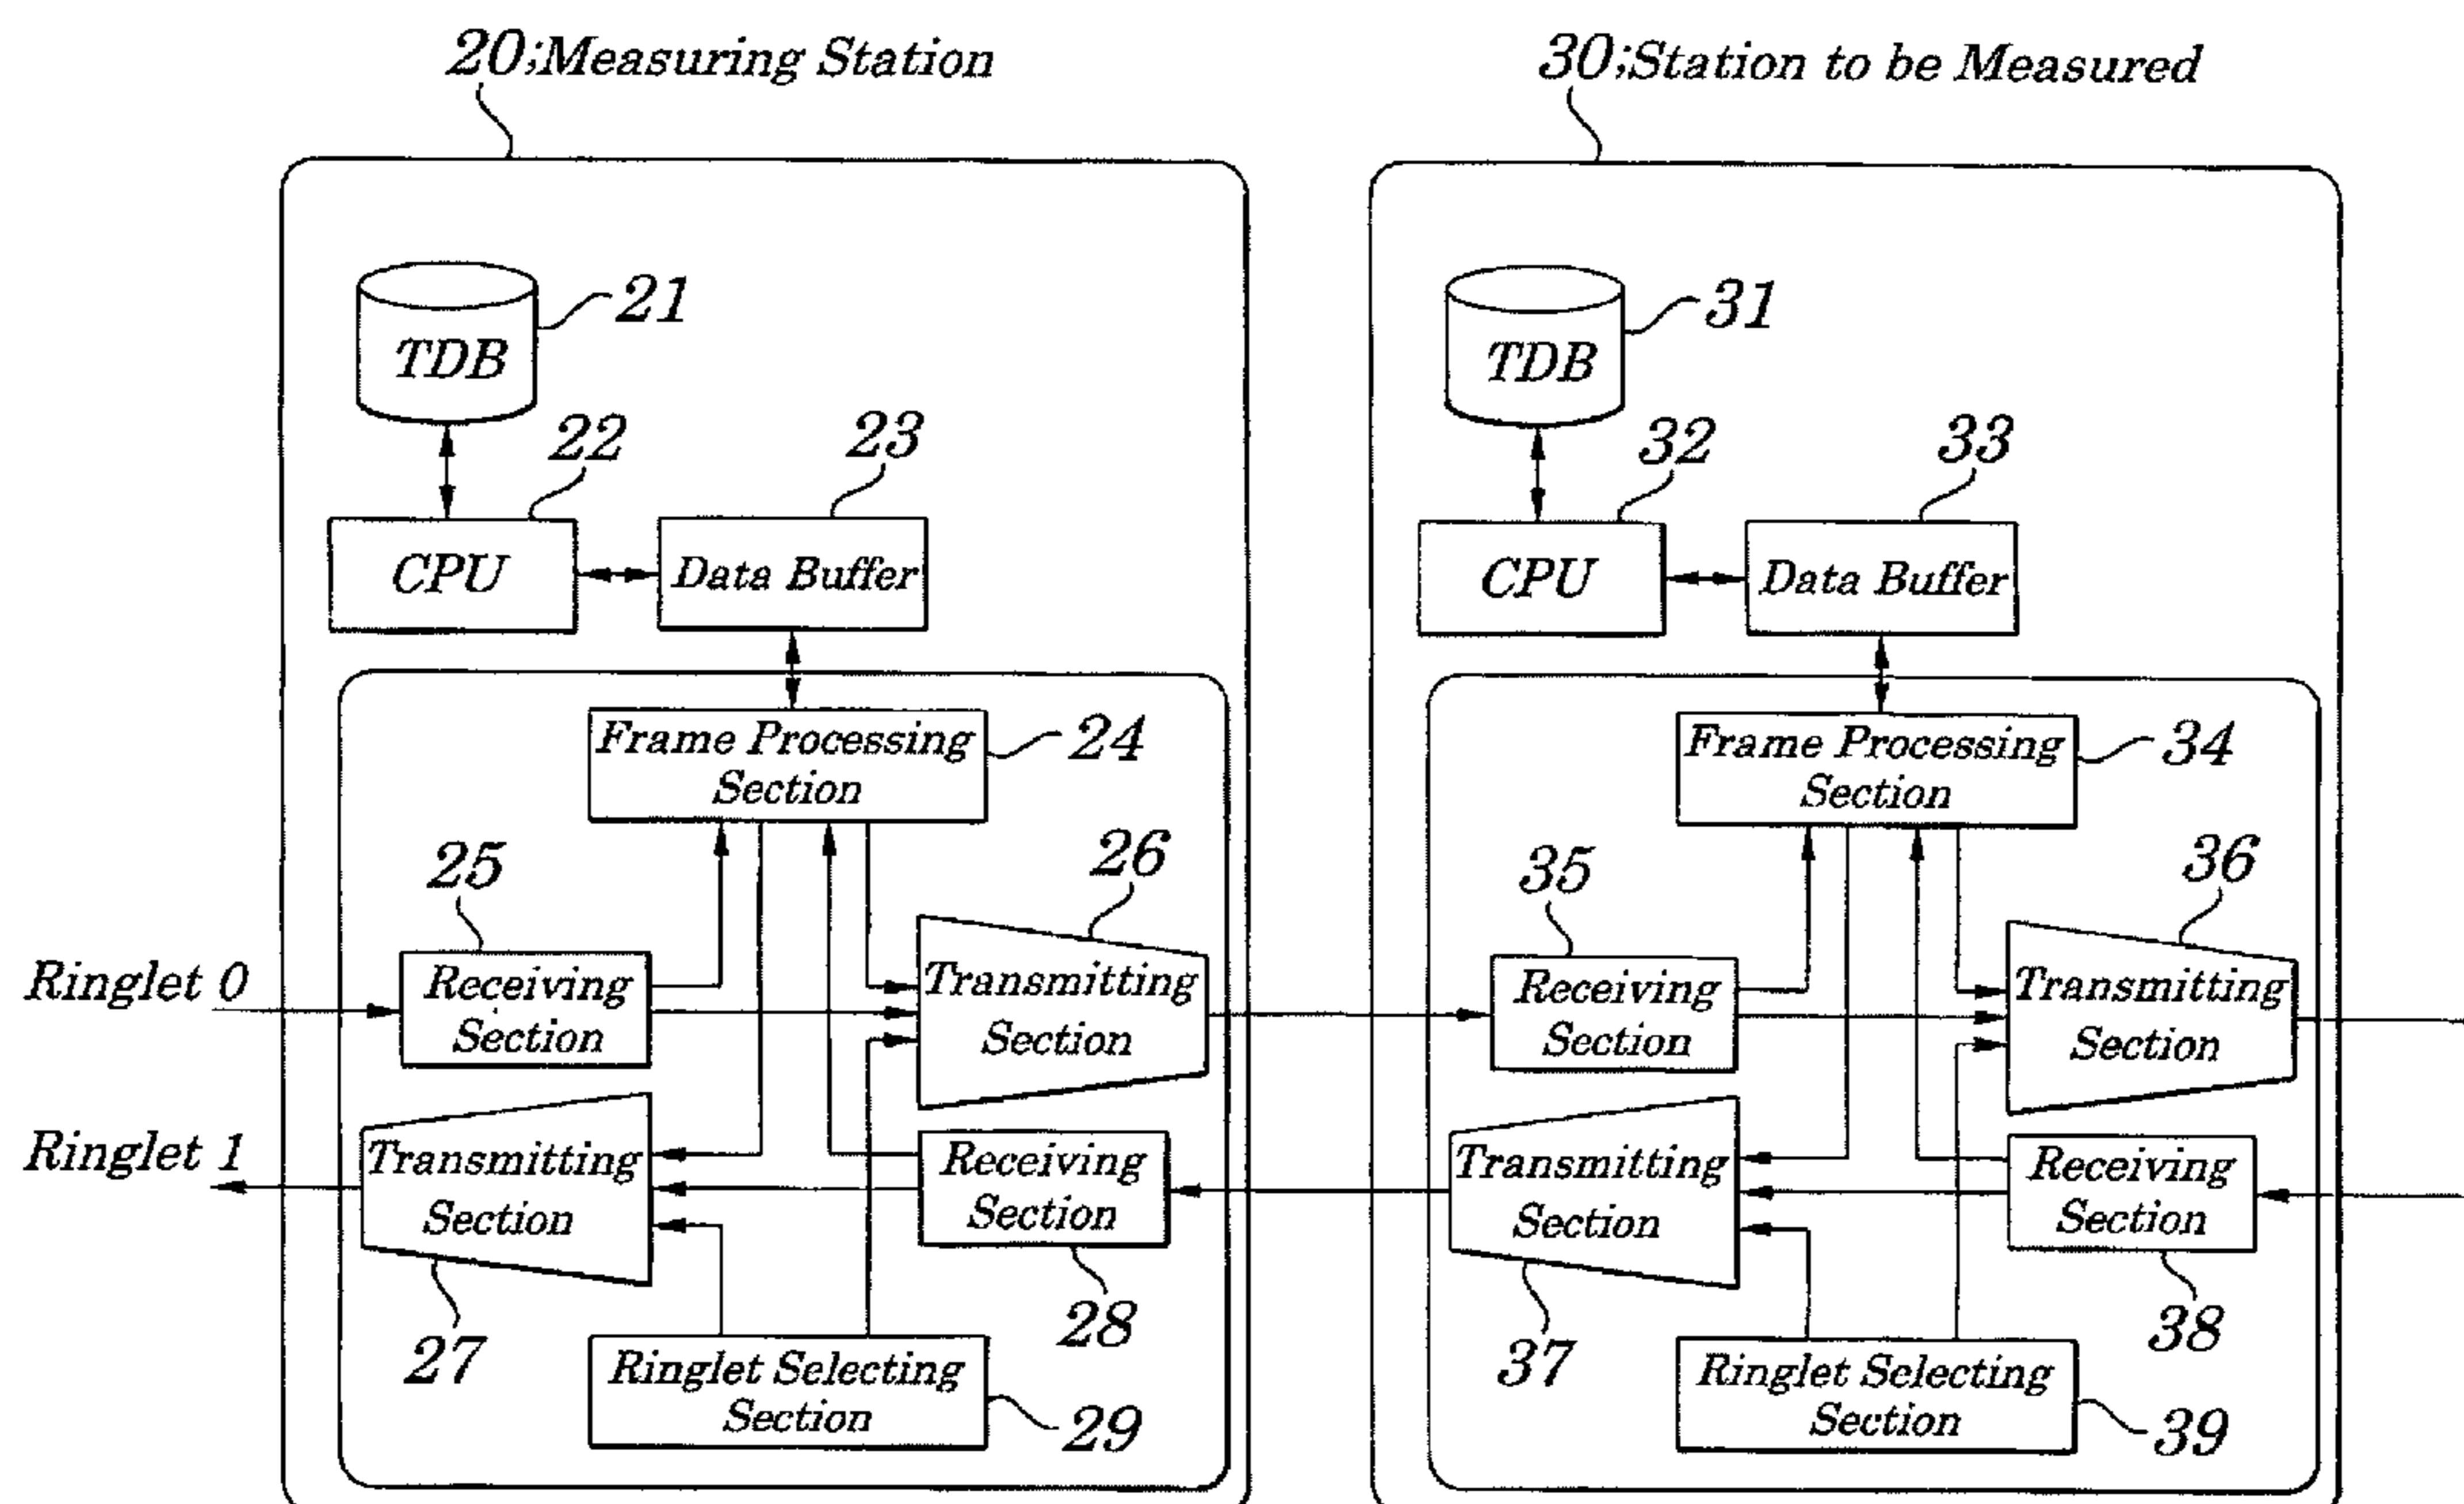 20;Measuring Station
30;Station to be Measured
21
TDB
22
23
CPU
Data Buffer
Frame Processing
Section
24
25
26
Ringlet 0
Receiving
Section
Transmitting
Section
Ringlet 1
Transmitting
Section
Receiving
Section
27
28
Ringlet Selecting
Section
29
31
TDB
32
33
CPU
Data Buffer
Frame Processing
Section
34
35
36
Receiving
Section
Transmitting
Section
Transmitting
Section
Receiving
Section
37
38
Ringlet Selecting
Section
39